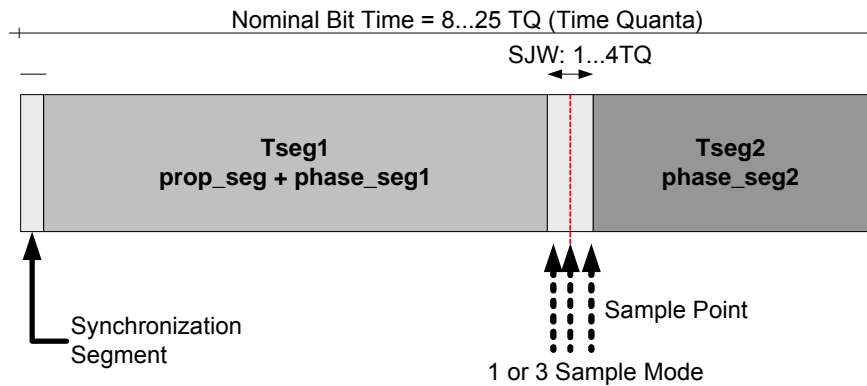 Nominal Bit Time = 8...25 TQ (Time Quanta)
SJW: 1...4TQ
Tseg1
prop_seg + phase_seg1
Tseg2
phase_seg2
Synchronization
Segment
Sample Point
1 or 3 Sample Mode